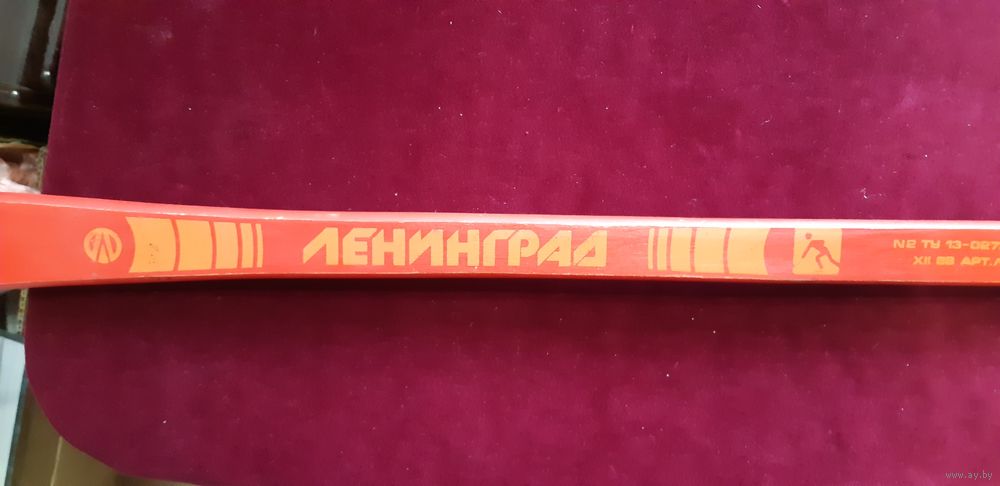 ЛЕНИНГРАД
N2 ТУ 13-027
XII 88 АРТ.
www.ay.by